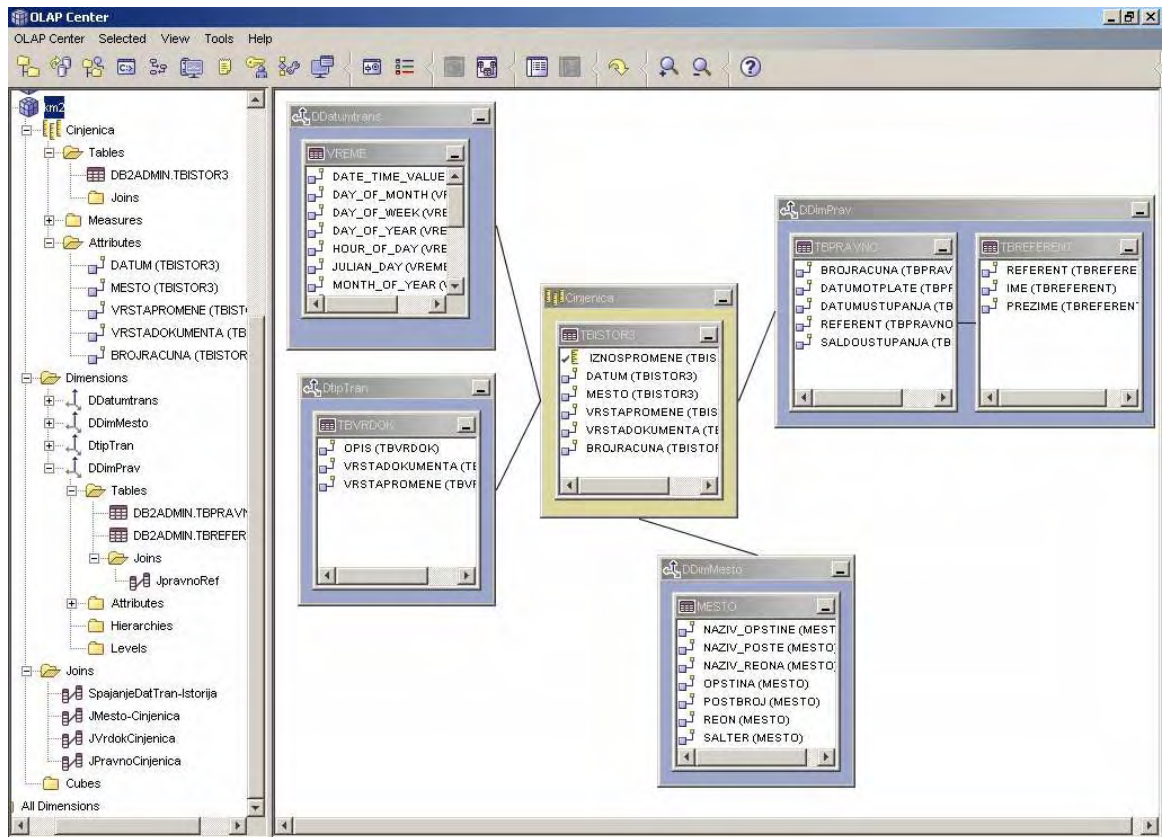 OLAP Center
OLAP Center Selected View Tools Help
km2
Cinjenica
Tables
DB2ADMIN.TBISTOR3
Joins
Measures
Attributes
DATUM (TBISTOR3)
MESTO (TBISTOR3)
VRSTAPROMENE (TBIST
VRSTADOKUMENTA (TB
BROJRACUNA (TBISTOR
Dimensions
DDatumtrans
DDimMesto
DtipTran
DDimPrav
Tables
DB2ADMIN.TBPRAVN
DB2ADMIN.TBREFER
Joins
JpravnoRef
Attributes
Hierarchies
Levels
Joins
SpajanjeDatTran-Istorija
JMesto-Cinjenica
JVrdokCinjenica
JPravnoCinjenica
Cubes
All Dimensions
DDatumtrans
VREME
DATE_TIME_VALUE
DAY_OF_MONTH (VR
DAY_OF_WEEK (VRE
DAY_OF_YEAR (VRE
HOUR_OF_DAY (VRE
JULIAN_DAY (VREME
MONTH_OF_YEAR (V
DtipTran
TBVRDOK
OPIS (TBVRDOK)
VRSTADOKUMENTA (TE
VRSTAPROMENE (TBVF
Cinjenica
TBISTOR3
IZNOSPROMENE (TBIS
DATUM (TBISTOR3)
MESTO (TBISTOR3)
VRSTAPROMENE (TBIS
VRSTADOKUMENTA (TE
BROJRACUNA (TBISTOF
DDimPrav
TBPRAVNO
BROJRACUNA (TBPRAV
DATUMOTPLATE (TBPF
DATUMUSTUPANJA (TB
REFERENT (TBPRAVNO
SALDOUSTUPANJA (TB
TBREFERENT
REFERENT (TBREFERE
IME (TBREFERENT)
PREZIME (TBREFERENT
DDimMesto
MESTO
NAZIV_OPSTINE (MEST
NAZIV_POSTE (MESTO)
NAZIV_REONA (MESTO)
OPSTINA (MESTO)
POSTBROJ (MESTO)
REON (MESTO)
SALTER (MESTO)